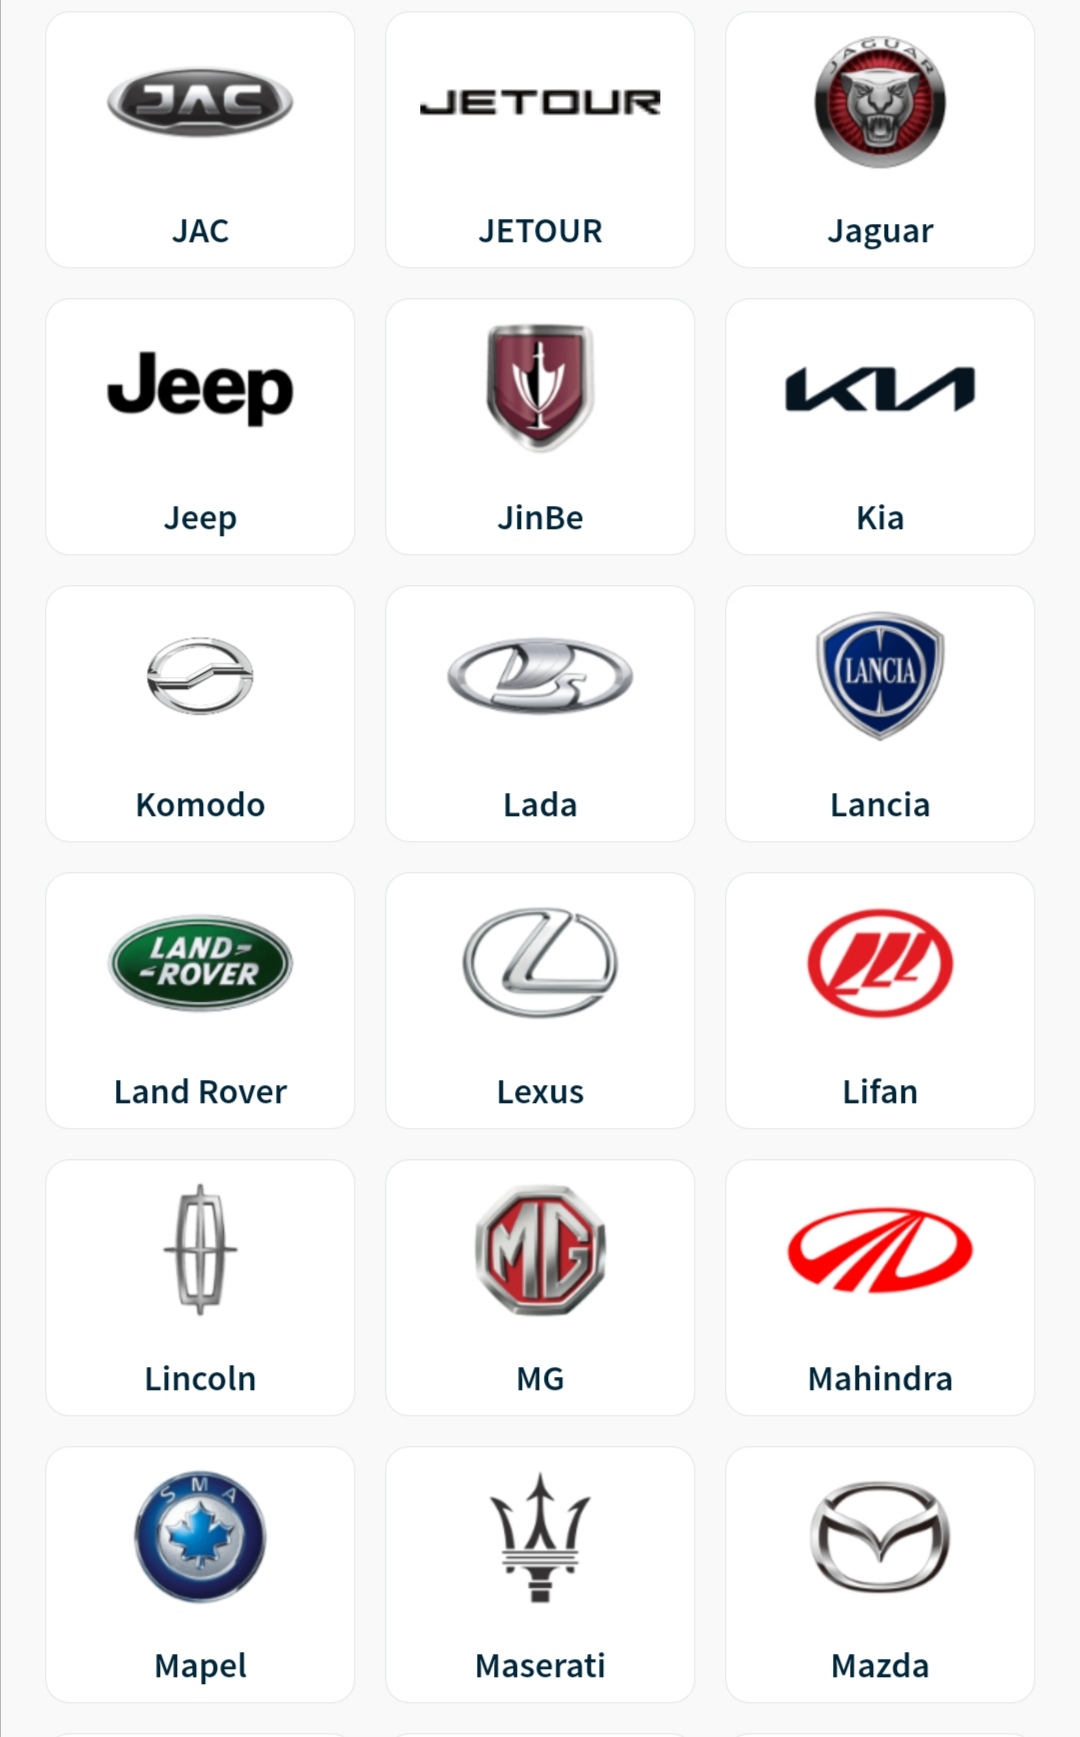 JAC
JETOUR
JAGUAR
JAC
JETOUR
Jaguar
Jeep
KIA
Jeep
JinBe
Kia
LANCIA
Komodo
Lada
Lancia
LAND
ROVER
Land Rover
Lexus
Lifan
MG
Lincoln
MG
Mahindra
SMA
Mapel
Maserati
Mazda